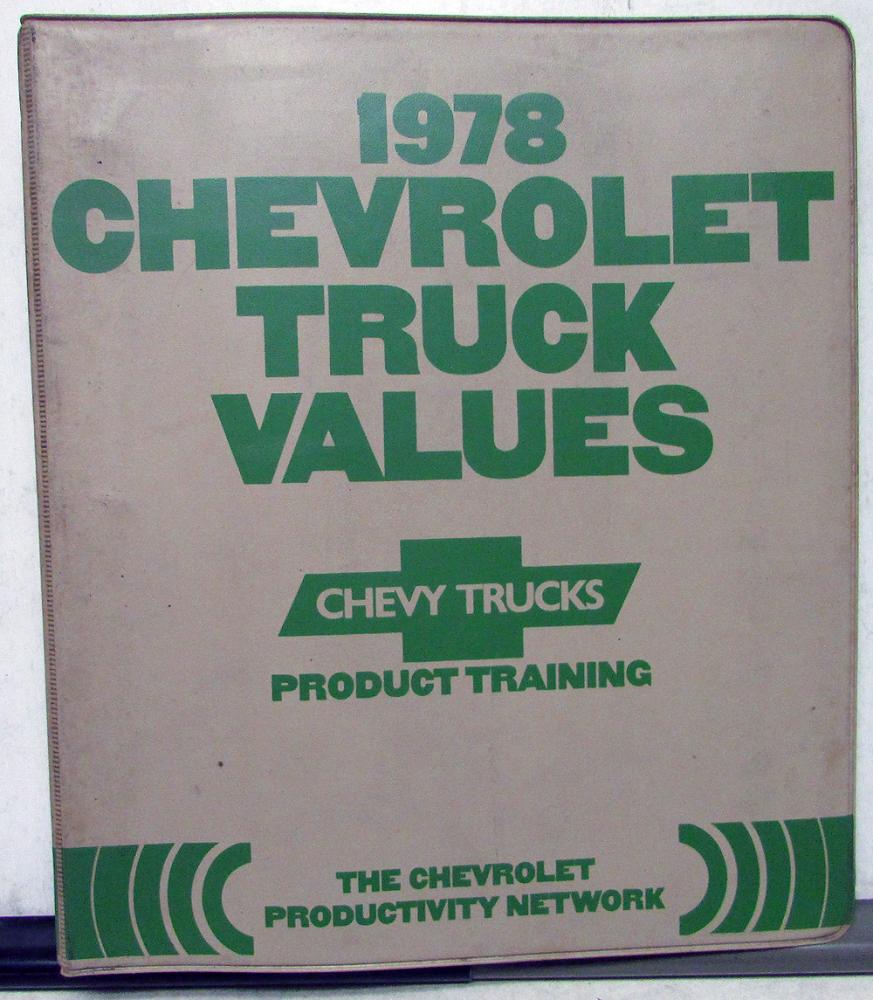 1978
CHEVROLET
TRUCK
VALUES
CHEVY TRUCKS
PRODUCT TRAINING
THE CHEVROLET
PRODUCTIVITY NETWORK